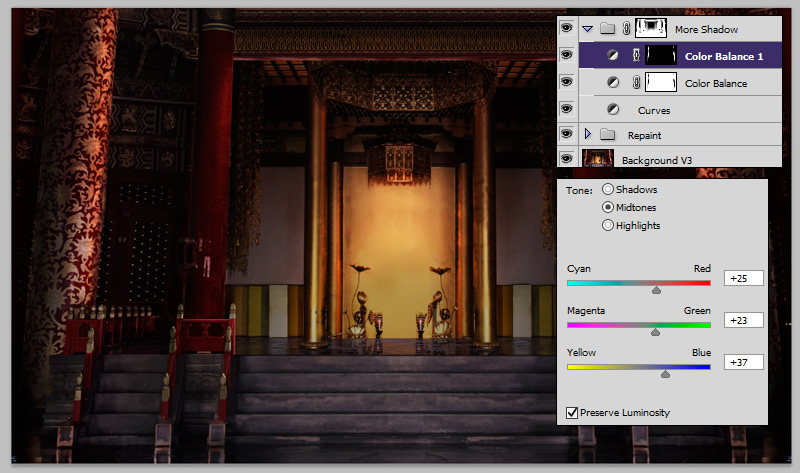 More Shadow
Color Balance 1
Color Balance
Curves
Repaint
Background V3
Tone:
Shadows
Midtones
Highlights
Cyan Red +25
Magenta Green +23
Yellow Blue +37
Preserve Luminosity